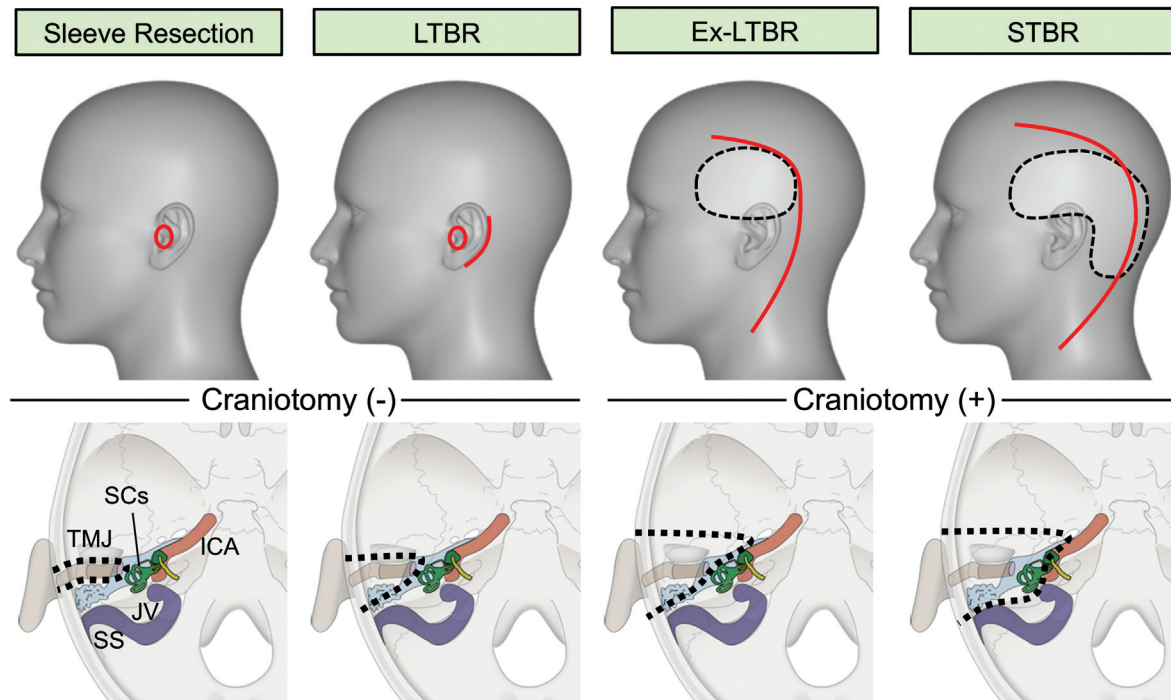 Sleeve Resection
LTBR
Ex-LTBR
STBR
Craniotomy (-)
Craniotomy (+)
SCs
TMJ
ICA
JV
SS